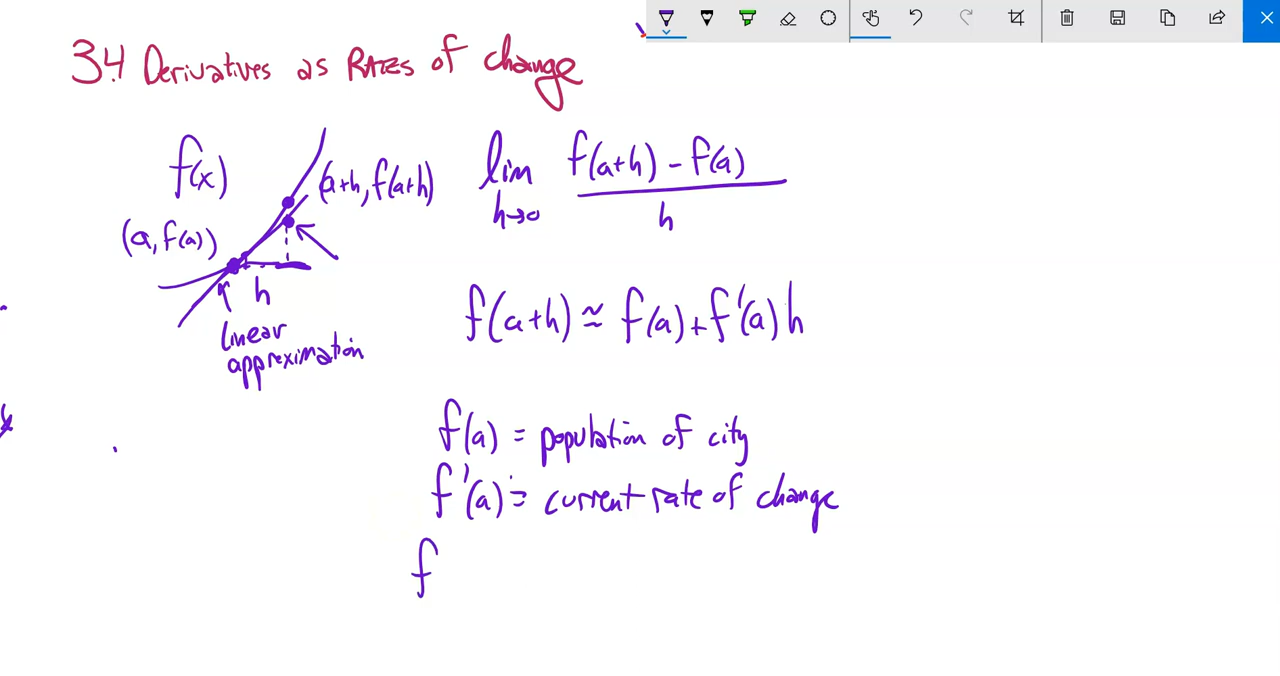 3.4 Derivatives as RATES of change
f(x)
(a+h, f(a+h))
(a, f(a))
h
linear
approximation
lim h→0 f(a+h) - f(a) / h
f(a+h) ≈ f(a) + f'(a) h
f(a) = population of city
f'(a) = current rate of change
f